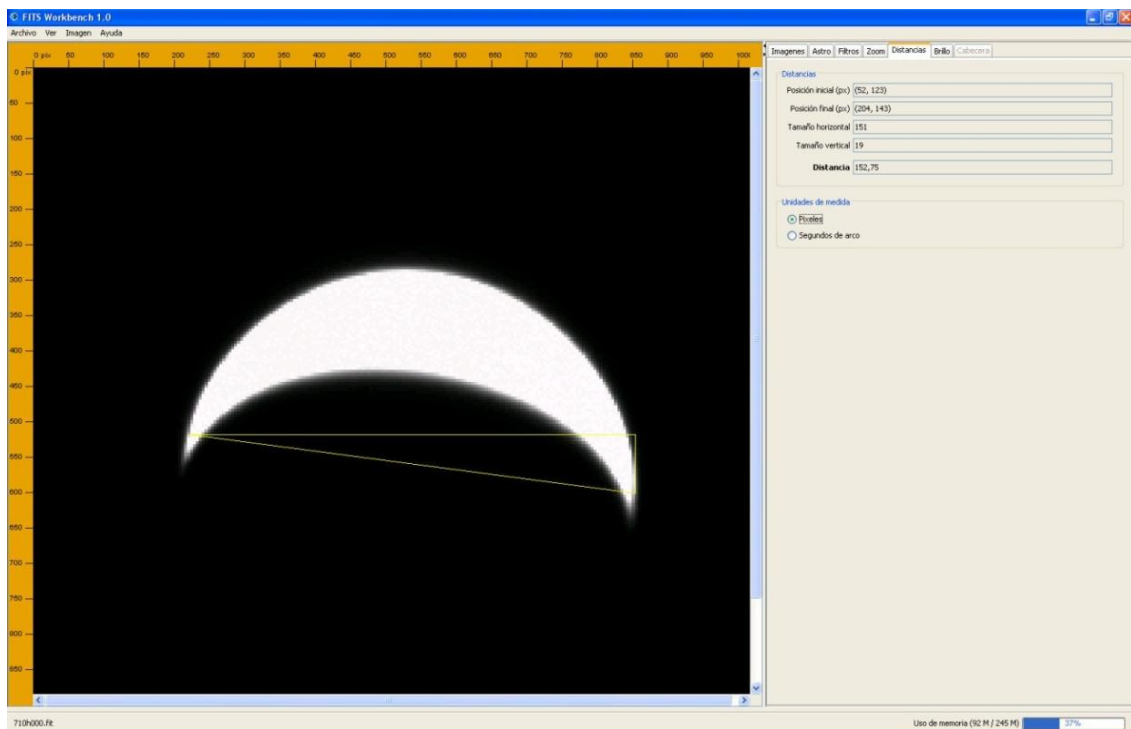 © FITS Workbench 1.0
Archivo Ver Imagen Ayuda
0 pix 50 100 150 200 250 300 350 400 450 500 550 600 650 700 750 800 850 900 950 1000
Imagenes Astro Filtros Zoom Distancias Brillo Cabecera
0 pix
50
100
150
200
250
300
350
400
450
500
550
600
650
700
750
800
850
Distancias
Posición inicial (px) (52, 123)
Posición final (px) (204, 143)
Tamaño horizontal 151
Tamaño vertical 19
Distancia 152,75
Unidades de medida
Píxeles
Segundos de arco
710h000.fit
Uso de memoria (92 M / 245 M) 37%